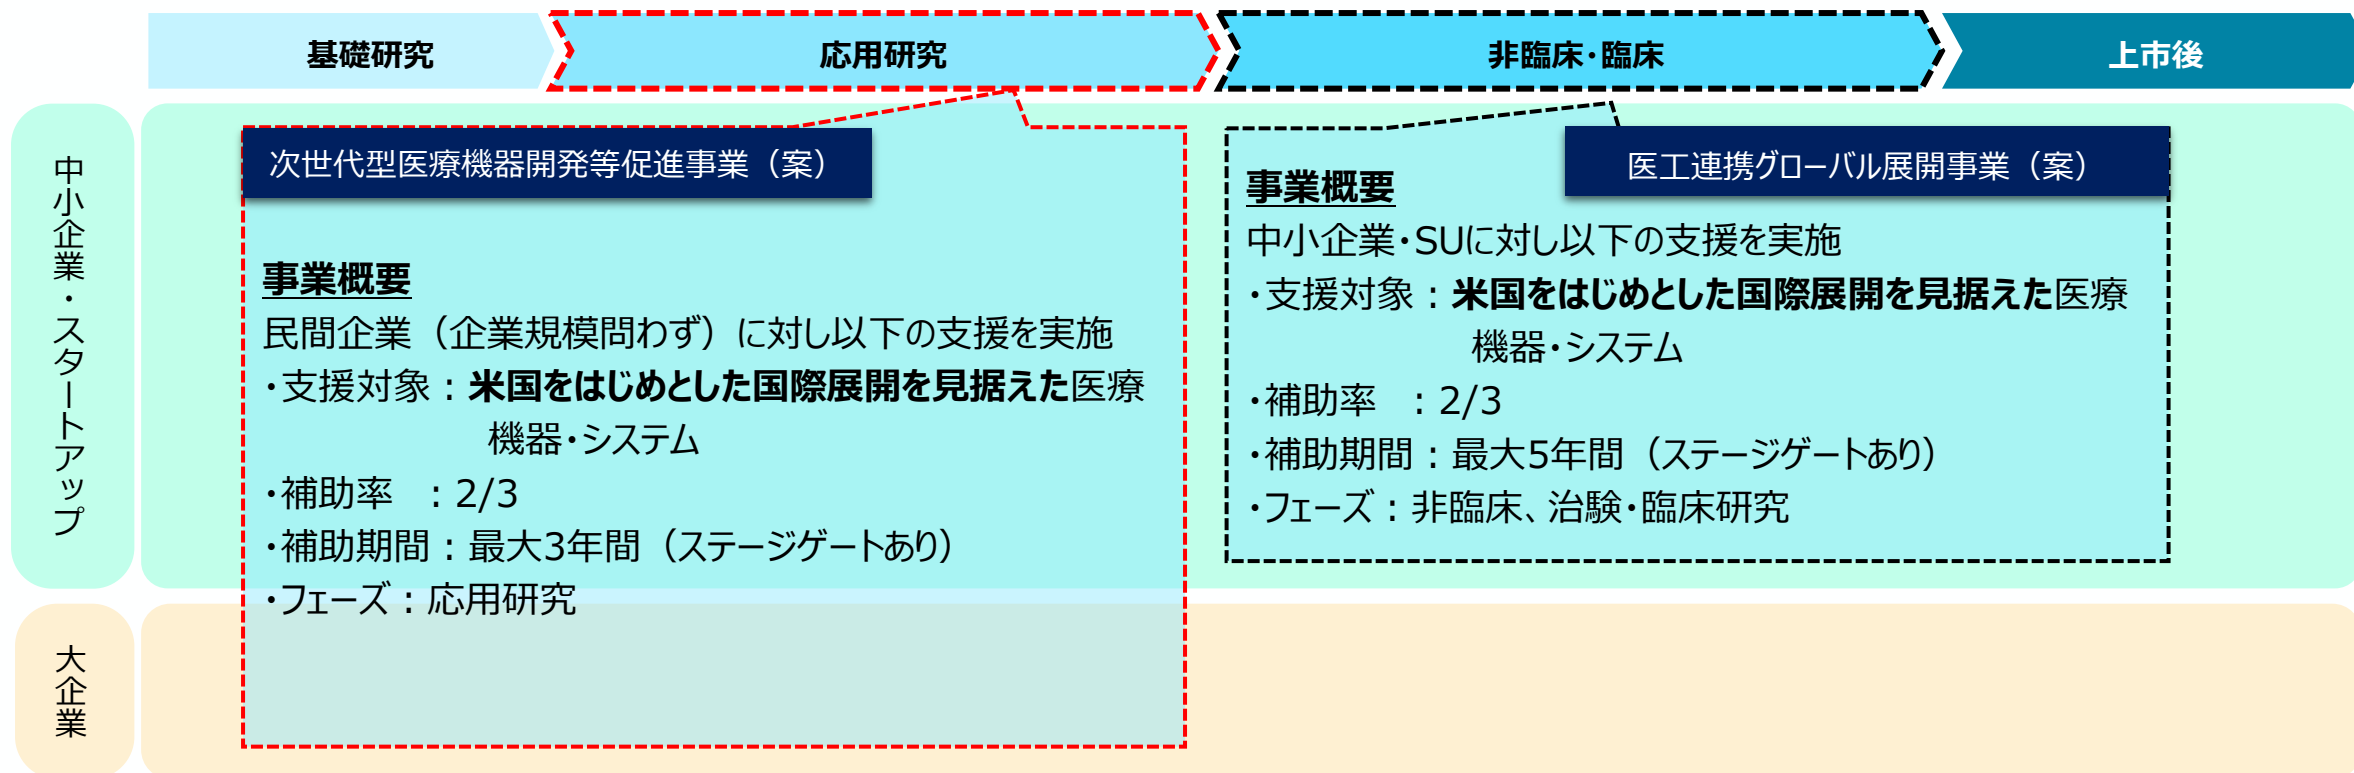 基礎研究
応用研究
非臨床・臨床
上市後
中小企業・スタートアップ
次世代型医療機器開発等促進事業（案）
事業概要
民間企業（企業規模問わず）に対し以下の支援を実施
・支援対象：米国をはじめとした国際展開を見据えた医療
機器・システム
・補助率　：2/3
・補助期間：最大3年間（ステージゲートあり）
・フェーズ：応用研究
医工連携グローバル展開事業（案）
事業概要
中小企業・SUに対し以下の支援を実施
・支援対象：米国をはじめとした国際展開を見据えた医療
機器・システム
・補助率　：2/3
・補助期間：最大5年間（ステージゲートあり）
・フェーズ：非臨床、治験・臨床研究
大企業